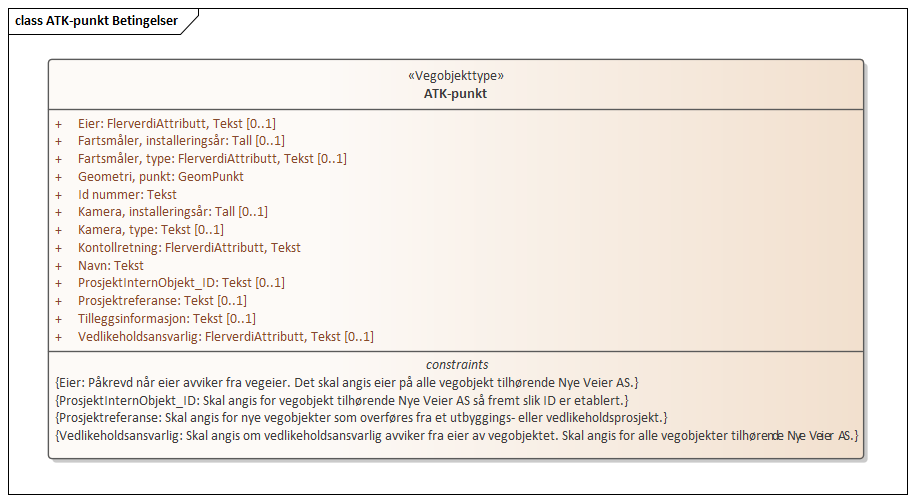 class ATK-punkt Betingelser
«Vegobjekttype»
ATK-punkt
+ Eier: FlerverdiAttributt, Tekst [0..1]
+ Fartsmåler, installeringsår: Tall [0..1]
+ Fartsmåler, type: FlerverdiAttributt, Tekst [0..1]
+ Geometri, punkt: GeomPunkt
+ Id nummer: Tekst
+ Kamera, installeringsår: Tall [0..1]
+ Kamera, type: Tekst [0..1]
+ Kontollretning: FlerverdiAttributt, Tekst
+ Navn: Tekst
+ ProsjektInternObjekt_ID: Tekst [0..1]
+ Prosjektreferanse: Tekst [0..1]
+ Tilleggsinformasjon: Tekst [0..1]
+ Vedlikeholdsansvarlig: FlerverdiAttributt, Tekst [0..1]
constraints
{Eier: Påkrevd når eier avviker fra vegeier. Det skal angis eier på alle vegobjekt tilhørende Nye Veier AS.}
{ProsjektInternObjekt_ID: Skal angis for vegobjekt tilhørende Nye Veier AS så fremt slik ID er etablert.}
{Prosjektreferanse: Skal angis for nye vegobjekter som overføres fra et utbyggings- eller vedlikeholdsprosjekt.}
{Vedlikeholdsansvarlig: Skal angis om vedlikeholdsansvarlig avviker fra eier av vegobjektet. Skal angis for alle vegobjekter tilhørende Nye Veier AS.}